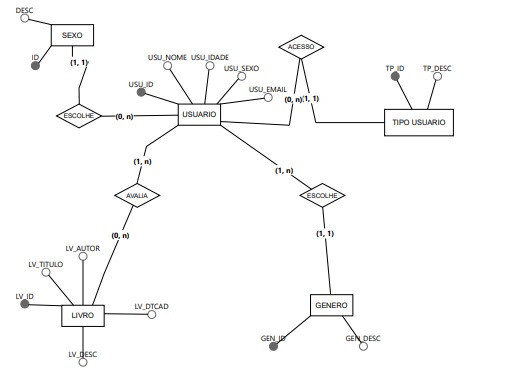 DESC
SEXO
ID
(1, 1)
ESCOLHE
(0, n)
USU_NOME
USU_IDADE
USU_SEXO
USU_ID
USU_EMAIL
USUARIO
ACESSO
(0, n)
(1, 1)
TP_ID
TP_DESC
TIPO USUARIO
(1, n)
AVALIA
(0, n)
(1, n)
ESCOLHE
(1, 1)
LV_AUTOR
LV_TITULO
LV_ID
LIVRO
LV_DTCAD
LV_DESC
GENERO
GEN_ID
GEN_DESC